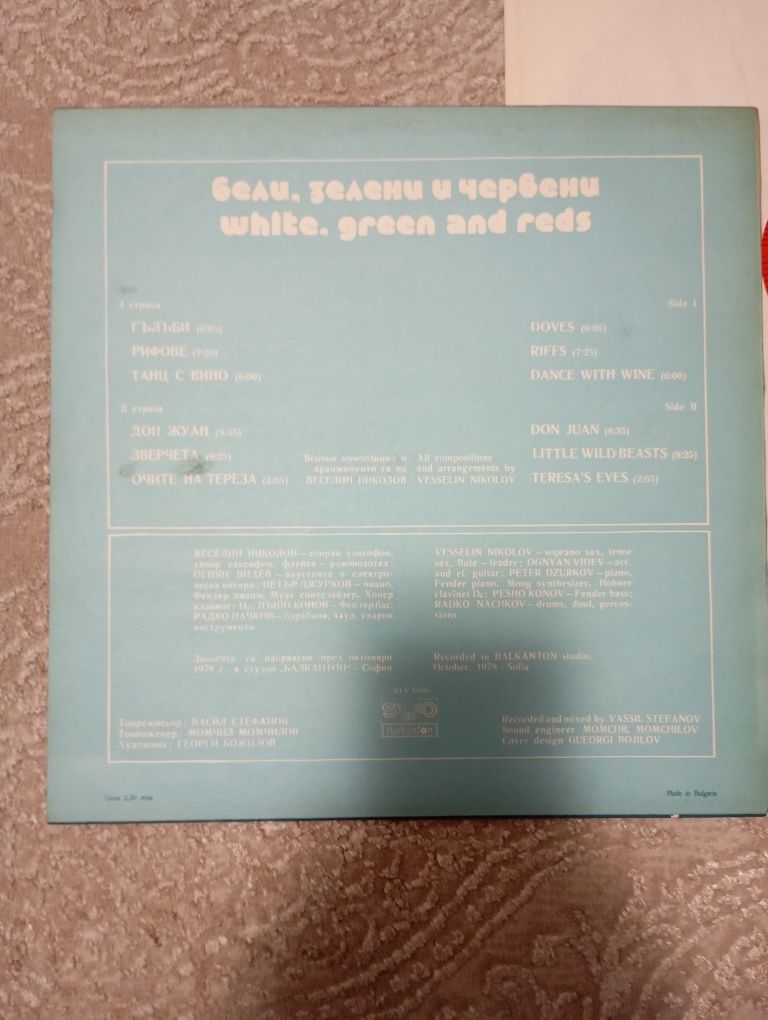 бели, зелени и червени
white, green and reds
I страна
ГЪЛЪБИ (6:05)
РИФОВЕ (7:25)
ТАНЦ С ВИНО (6:00)
II страна
ДОН ЖУАН (8:35)
ЗВЕРЧЕТА (9:25)
ОЧИТЕ НА ТЕРЕЗА (2:05)
Всички композиции и
аранжименти са на
ВЕСЕЛИН НИКОЛОВ
All compositions
and arrangements by
VESSELIN NIKOLOV
Side I
DOVES (6:05)
RIFFS (7:25)
DANCE WITH WINE (6:00)
Side II
DON JUAN (8:35)
LITTLE WILD BEASTS (9:25)
TERESA'S EYES (2:05)
ВЕСЕЛИН НИКОЛОВ – сопран саксофон,
тенор саксофон, флейта – ръководител;
ОГНЯН ВИДЕВ – акустична и електри-
ческа китара; ПЕТЪР ДЖУРКОВ – пиано,
Фендер пиано, Муук синтезайзер, Хонер
клавинет D6; ПЕШО КОНОВ – Фендер бас;
РАДКО НАЧКОВ – барабани, тъпан, ударни
инструменти
VESSELIN NIKOLOV – soprano sax, tenor
sax, flute – leader; OGNYAN VIDEV – acc.
and el. guitar; PETER DZURKOV – piano,
Fender piano, Moog synthesizer, Hohner
clavinel D6; PESHO KONOV – Fender bass;
RADKO NACHKOV – drums, doul, percus-
sions
Записите са направени през октомври
1978 г. в студио „БАЛКАНТОН“ – София
Recorded in BALKANTON studio,
October, 1978 – Sofia
Balkanton
Тонрежисьор: ВАСИЛ СТЕФАНОВ
Тонинженер: МОМЧИЛ МОМЧИЛОВ
Художник: ГЕОРГИ БОЖИЛОВ
Recorded and mixed by VASSIL STEFANOV
Sound engineer MOMCHIL MOMCHILOV
Cover design GUEORGI BOJILOV
Цена 2,30 лева
Made in Bulgaria